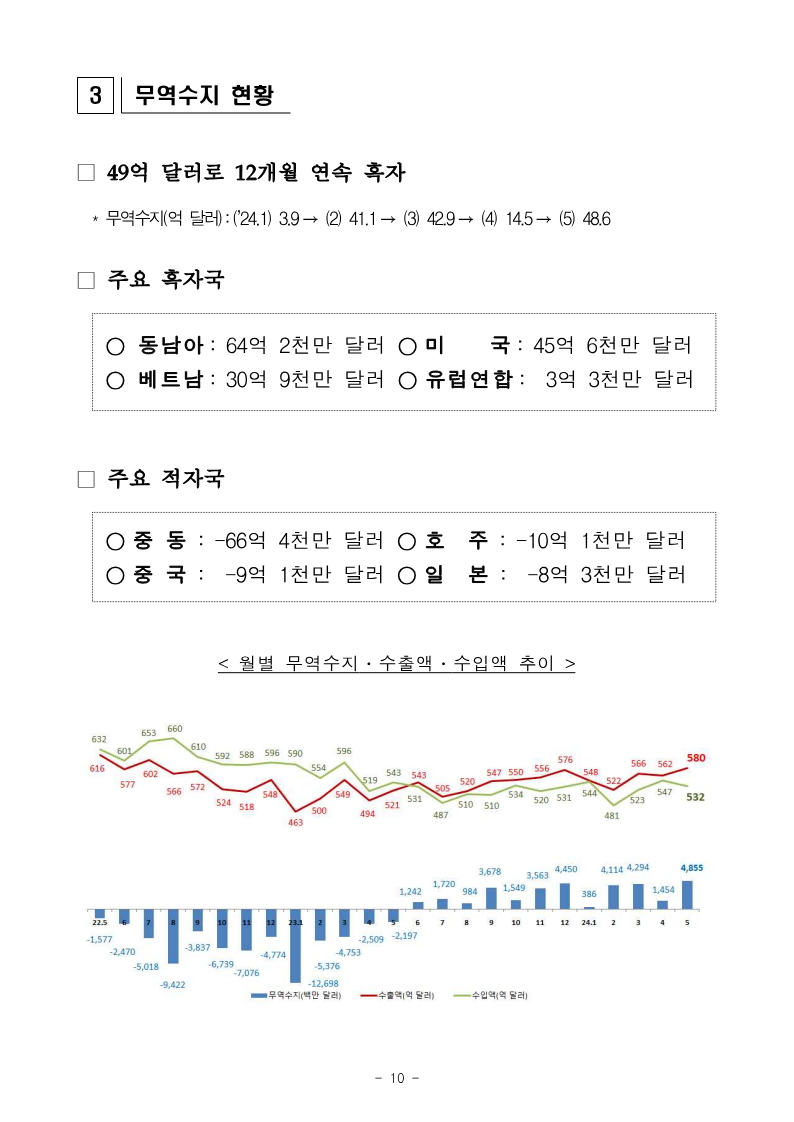 3 무역수지 현황
□ 49억 달러로 12개월 연속 흑자
* 무역수지(억 달러) : ('24.1) 3.9 → (2) 41.1 → (3) 42.9 → (4) 14.5 → (5) 48.6
□ 주요 흑자국
○ 동남아 : 64억 2천만 달러 ○ 미 국 : 45억 6천만 달러
○ 베트남 : 30억 9천만 달러 ○ 유럽연합 : 3억 3천만 달러
□ 주요 적자국
○ 중 동 : -66억 4천만 달러 ○ 호 주 : -10억 1천만 달러
○ 중 국 : -9억 1천만 달러 ○ 일 본 : -8억 3천만 달러
< 월별 무역수지 · 수출액 · 수입액 추이 >
632 601 653 660 610 592 588 596 590 554 596 519 543 531 487 510 510 534 520 531 544 481 523 547 532
616 577 602 566 572 524 518 548 463 500 549 494 521 543 505 520 547 550 556 576 548 522 566 562 580
1,242 1,720 984 3,678 1,549 3,563 4,450 386 4,114 4,294 1,454 4,855
22.5 6 7 8 9 10 11 12 23.1 2 3 4 5 6 7 8 9 10 11 12 24.1 2 3 4 5
-1,577 -2,470 -5,018 -9,422 -3,837 -6,739 -7,076 -4,774 -12,698 -5,376 -4,753 -2,509 -2,197
무역수지(백만 달러) 수출액(억 달러) 수입액(억 달러)
- 10 -